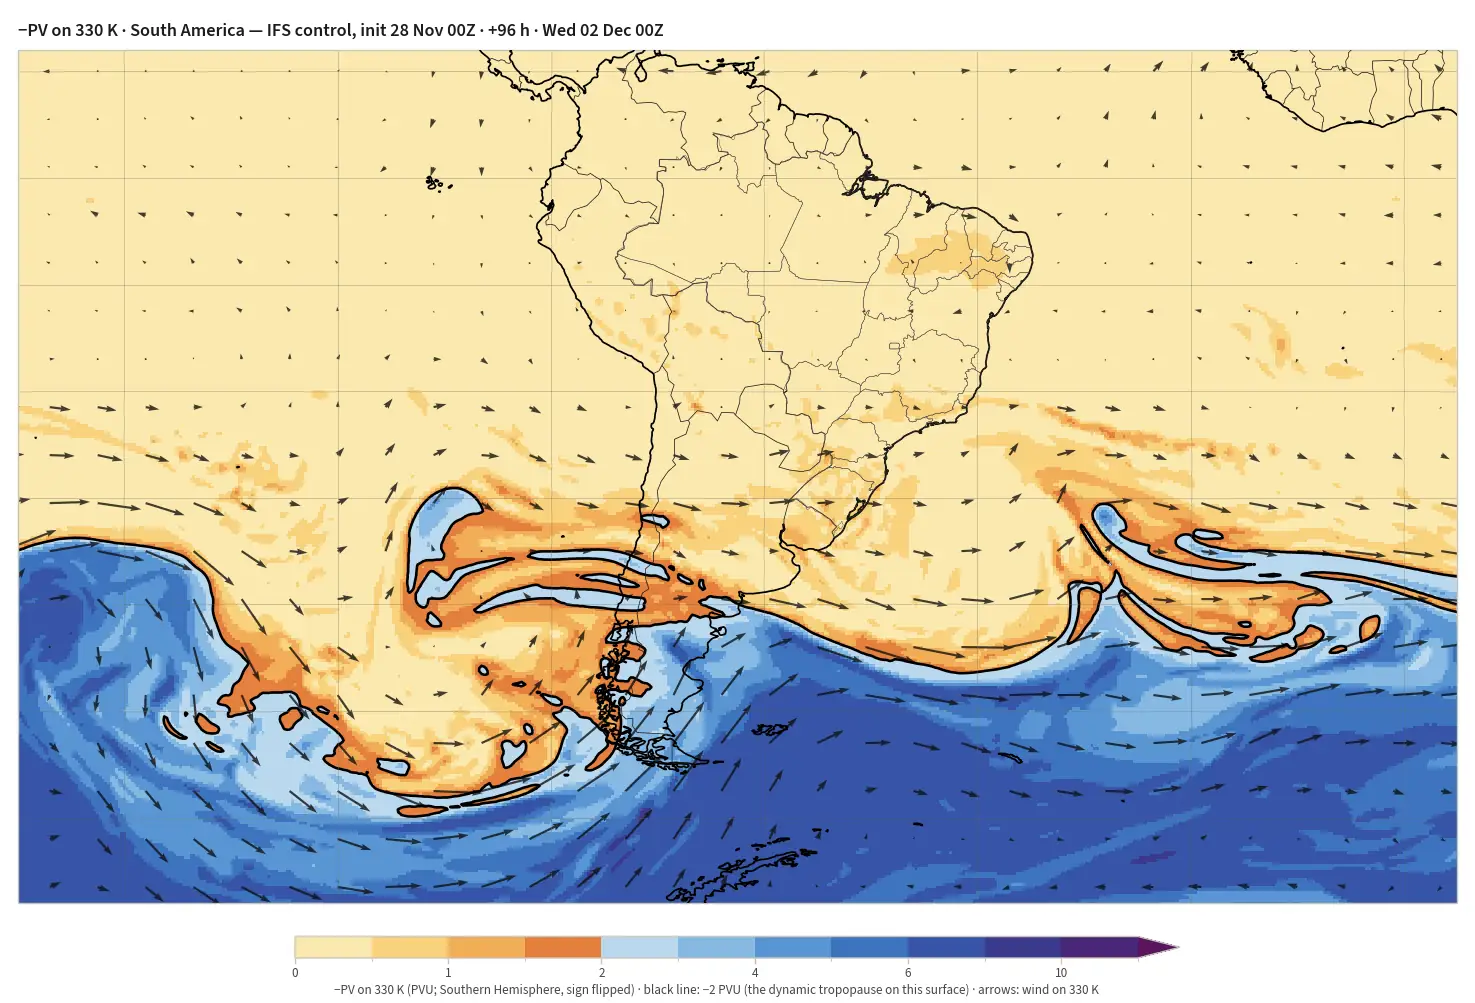 −PV on 330 K · South America — IFS control, init 28 Nov 00Z · +96 h · Wed 02 Dec 00Z
0 1 2 4 6 10
−PV on 330 K (PVU; Southern Hemisphere, sign flipped) · black line: −2 PVU (the dynamic tropopause on this surface) · arrows: wind on 330 K